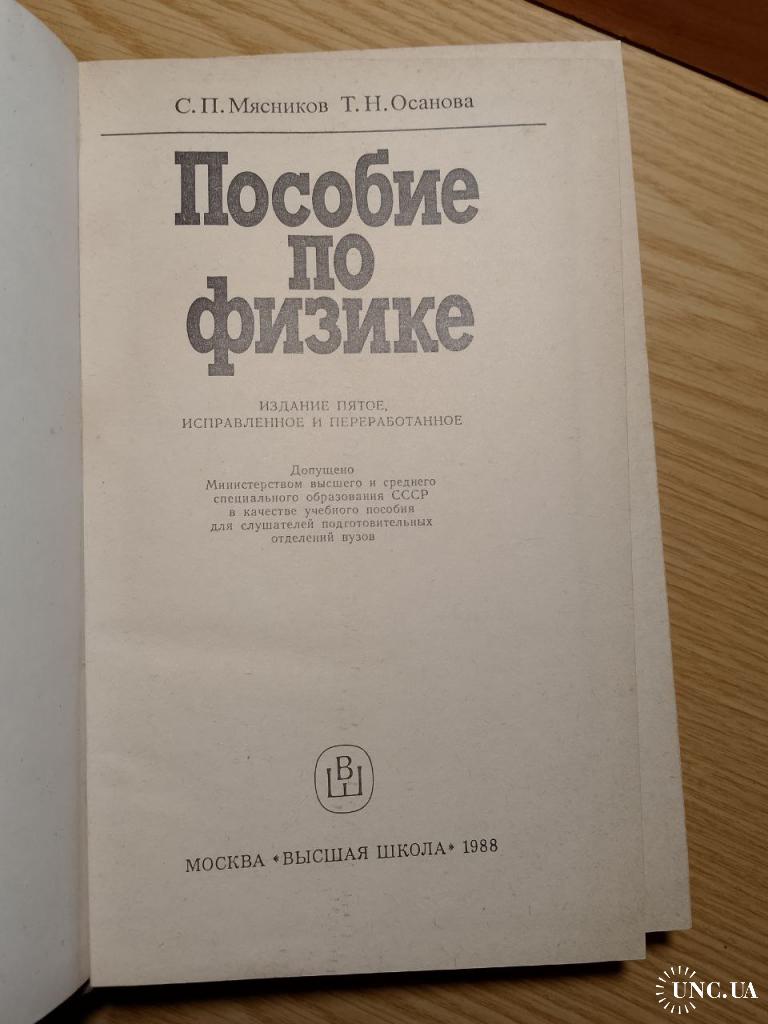 С. П. Мясников Т. Н. Осанова
Пособие
по
физике
ИЗДАНИЕ ПЯТОЕ,
ИСПРАВЛЕННОЕ И ПЕРЕРАБОТАННОЕ
Допущено
Министерством высшего и среднего
специального образования СССР
в качестве учебного пособия
для слушателей подготовительных
отделений вузов
В
Ш
МОСКВА «ВЫСШАЯ ШКОЛА» 1988
UNC.UA